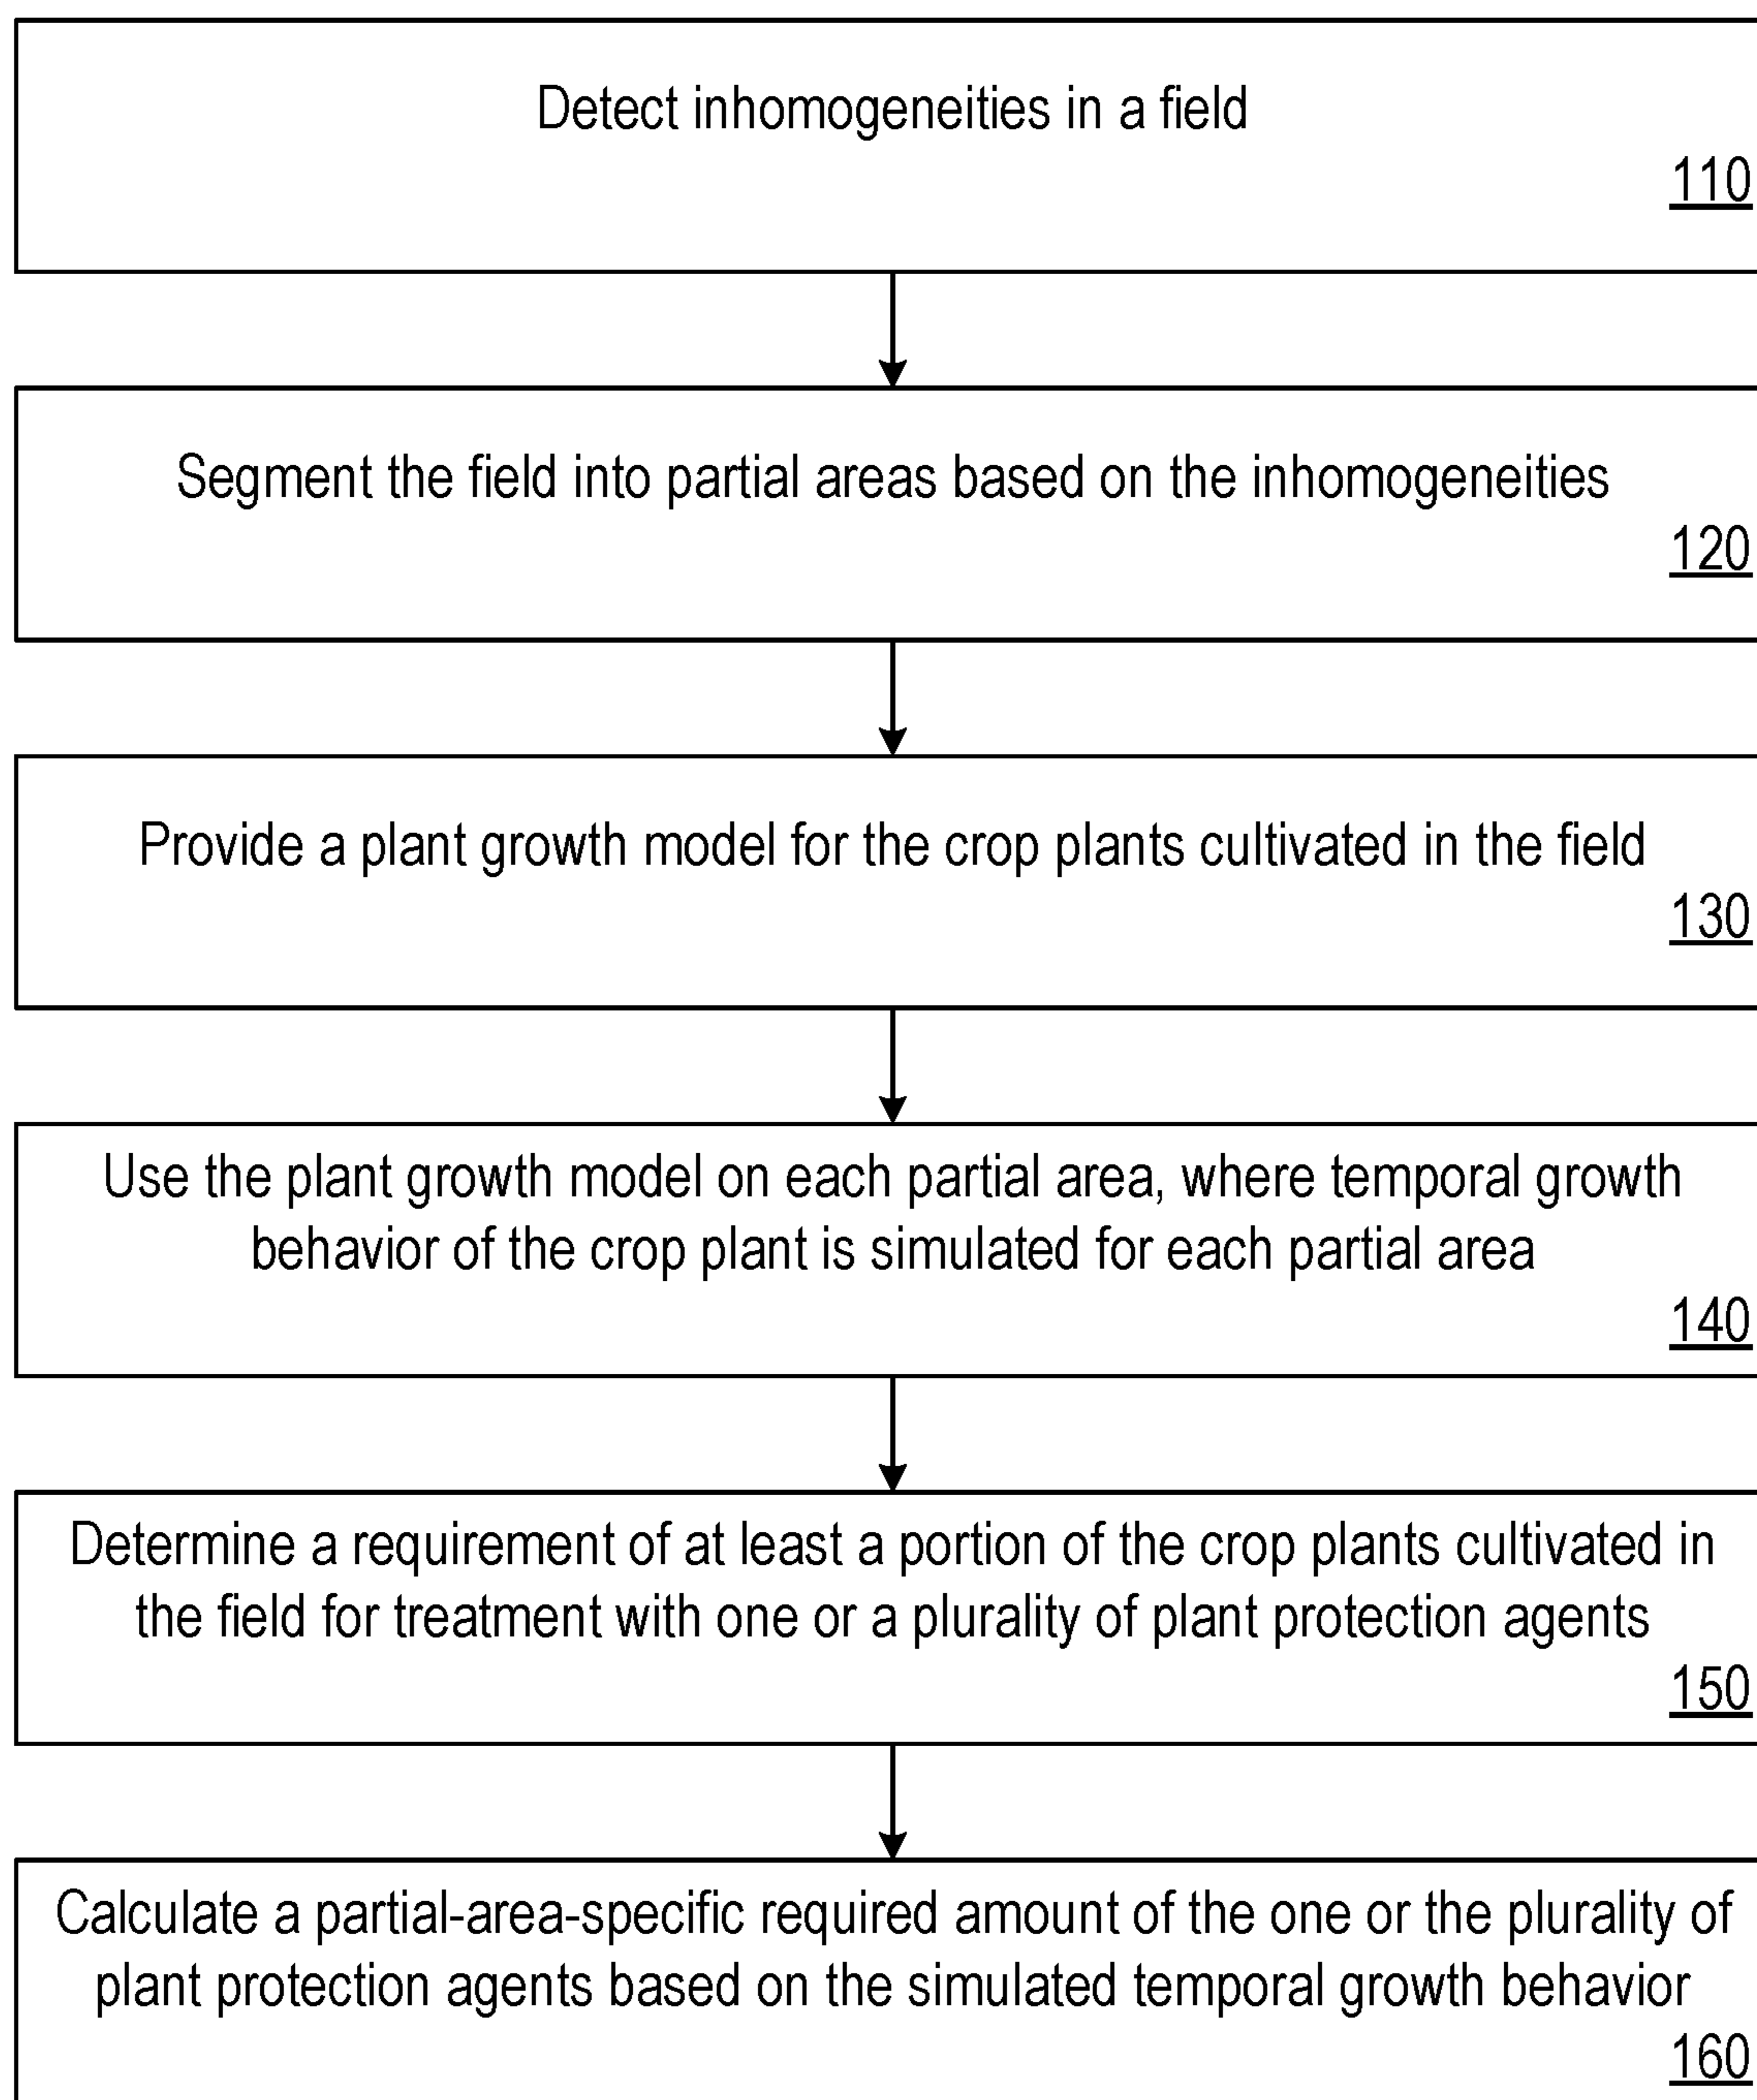 Detect inhomogeneities in a field
110
Segment the field into partial areas based on the inhomogeneities
120
Provide a plant growth model for the crop plants cultivated in the field
130
Use the plant growth model on each partial area, where temporal growth
behavior of the crop plant is simulated for each partial area
140
Determine a requirement of at least a portion of the crop plants cultivated in
the field for treatment with one or a plurality of plant protection agents
150
Calculate a partial-area-specific required amount of the one or the plurality of
plant protection agents based on the simulated temporal growth behavior
160